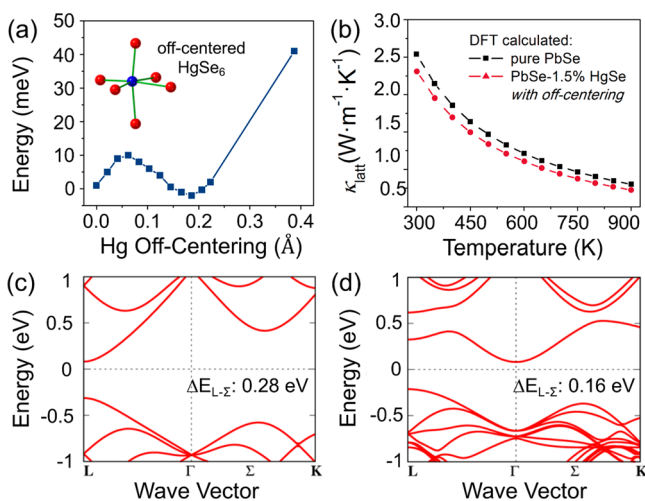 (a)
50
40
30
20
10
0
Energy (meV)
off-centered
HgSe6
0.0 0.1 0.2 0.3 0.4
Hg Off-Centering (Å)
(b)
3.0
2.5
2.0
1.5
1.0
0.5
κlatt(W·m-1·K-1)
DFT calculated:
pure PbSe
PbSe-1.5% HgSe
with off-centering
300 450 600 750 900
Temperature (K)
(c)
1
0.5
0
-0.5
-1
Energy (eV)
ΔEL-Σ: 0.28 eV
L Γ Σ K
Wave Vector
(d)
1
0.5
0
-0.5
-1
Energy (eV)
ΔEL-Σ: 0.16 eV
L Γ Σ K
Wave Vector